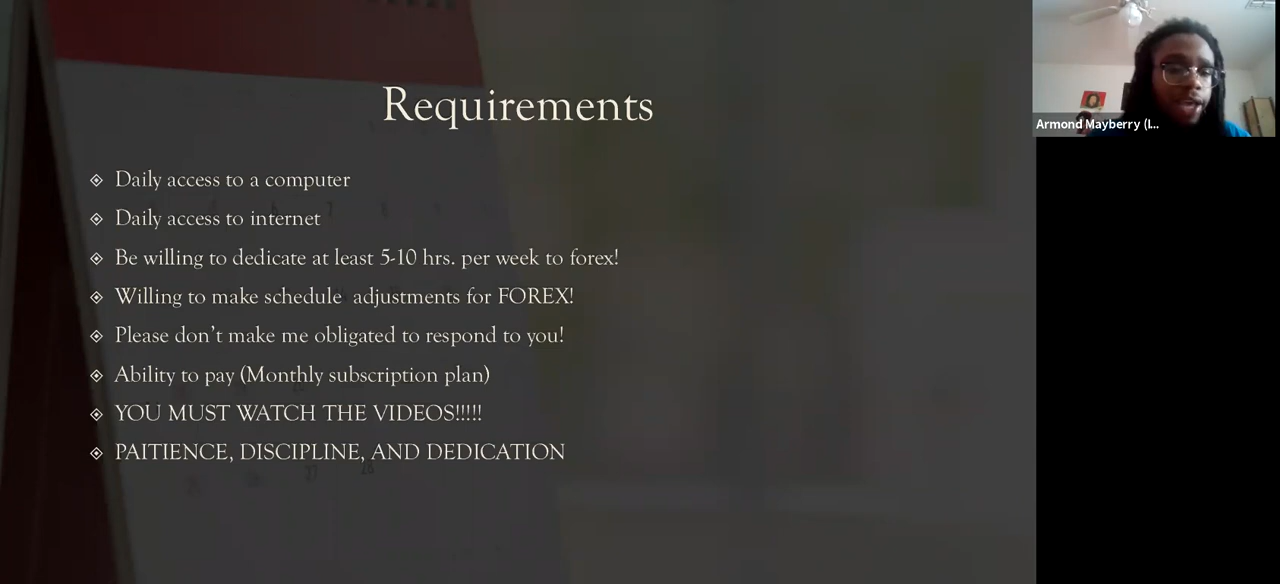 Requirements
Daily access to a computer
Daily access to internet
Be willing to dedicate at least 5-10 hrs. per week to forex!
Willing to make schedule  adjustments for FOREX!
Please don't make me obligated to respond to you!
Ability to pay (Monthly subscription plan)
YOU MUST WATCH THE VIDEOS!!!!!
PAITIENCE, DISCIPLINE, AND DEDICATION
Armond Mayberry (I...